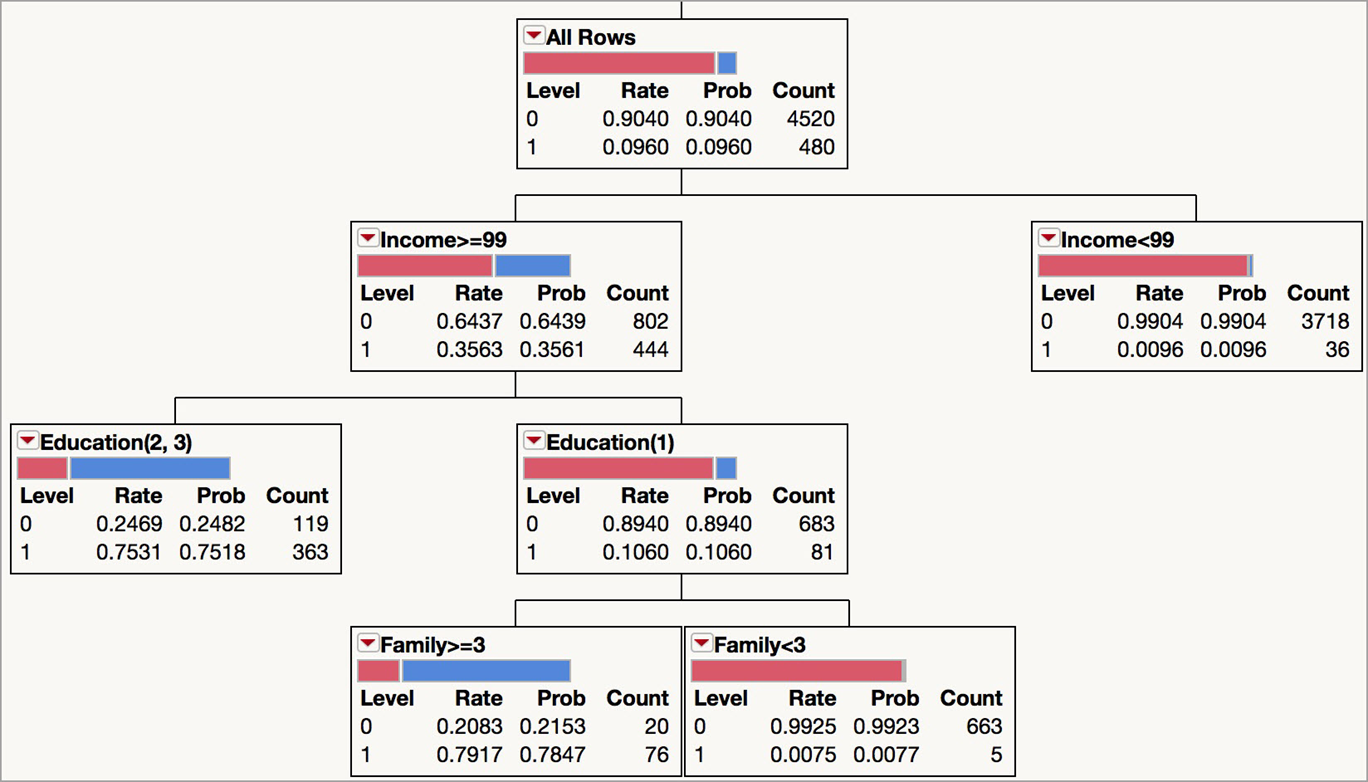 All Rows
Level Rate Prob Count
0 0.9040 0.9040 4520
1 0.0960 0.0960 480
Income>=99
Level Rate Prob Count
0 0.6437 0.6439 802
1 0.3563 0.3561 444
Income<99
Level Rate Prob Count
0 0.9904 0.9904 3718
1 0.0096 0.0096 36
Education(2, 3)
Level Rate Prob Count
0 0.2469 0.2482 119
1 0.7531 0.7518 363
Education(1)
Level Rate Prob Count
0 0.8940 0.8940 683
1 0.1060 0.1060 81
Family>=3
Level Rate Prob Count
0 0.2083 0.2153 20
1 0.7917 0.7847 76
Family<3
Level Rate Prob Count
0 0.9925 0.9923 663
1 0.0075 0.0077 5